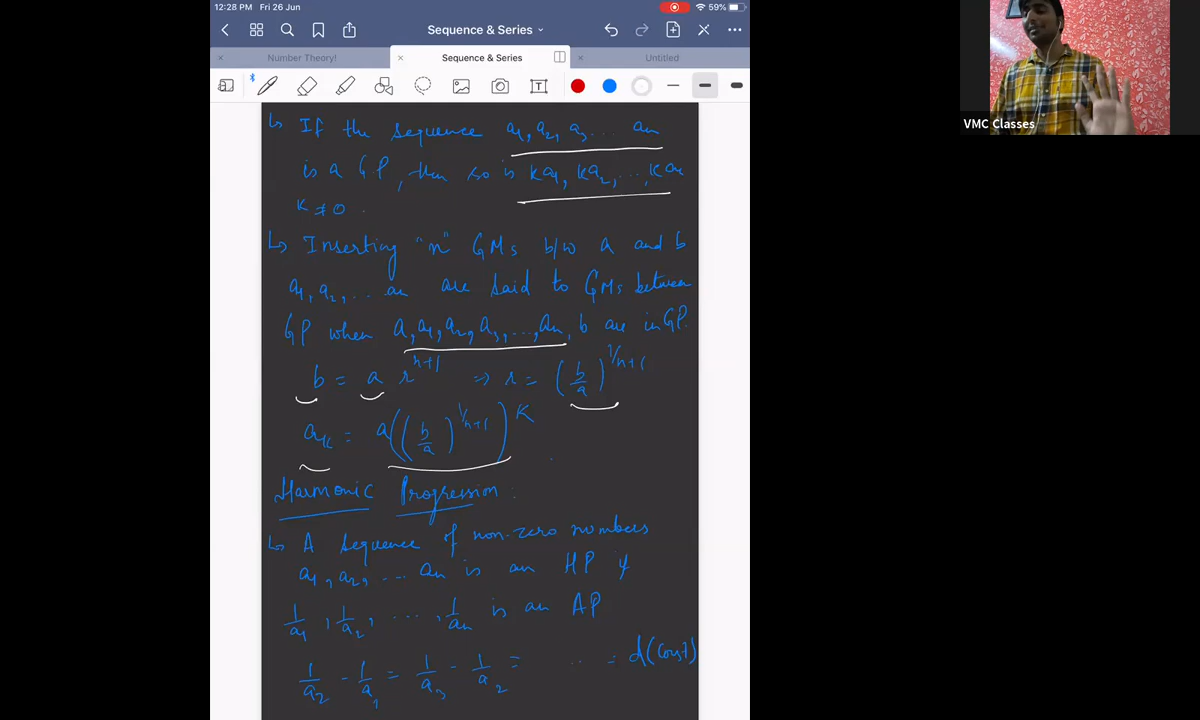 12:28 PM Fri 26 Jun
59%
Sequence & Series
Number Theory!
Sequence & Series
Untitled
T
VMC Classes
↳ If the sequence a1, a2, a3... an
is a G.P, then so is Ka1, Ka2, ..., Kan
K ≠ 0.
↳ Inserting "n" GMs b/w a and b
a1, a2, ... an are said to GMs between
GP when a, a1, a2, a3, ..., an, b are in GP.
b = a r^(n+1) ⇒ r = (b/a)^(1/n+1)
aK = a((b/a)^(1/n+1))^K
Harmonic Progression :
↳ A sequence of non-zero numbers
a1, a2, ... an is an HP if
1/a1, 1/a2, ..., 1/an is an AP
1/a2 - 1/a1 = 1/a3 - 1/a2 = ... = d(const)